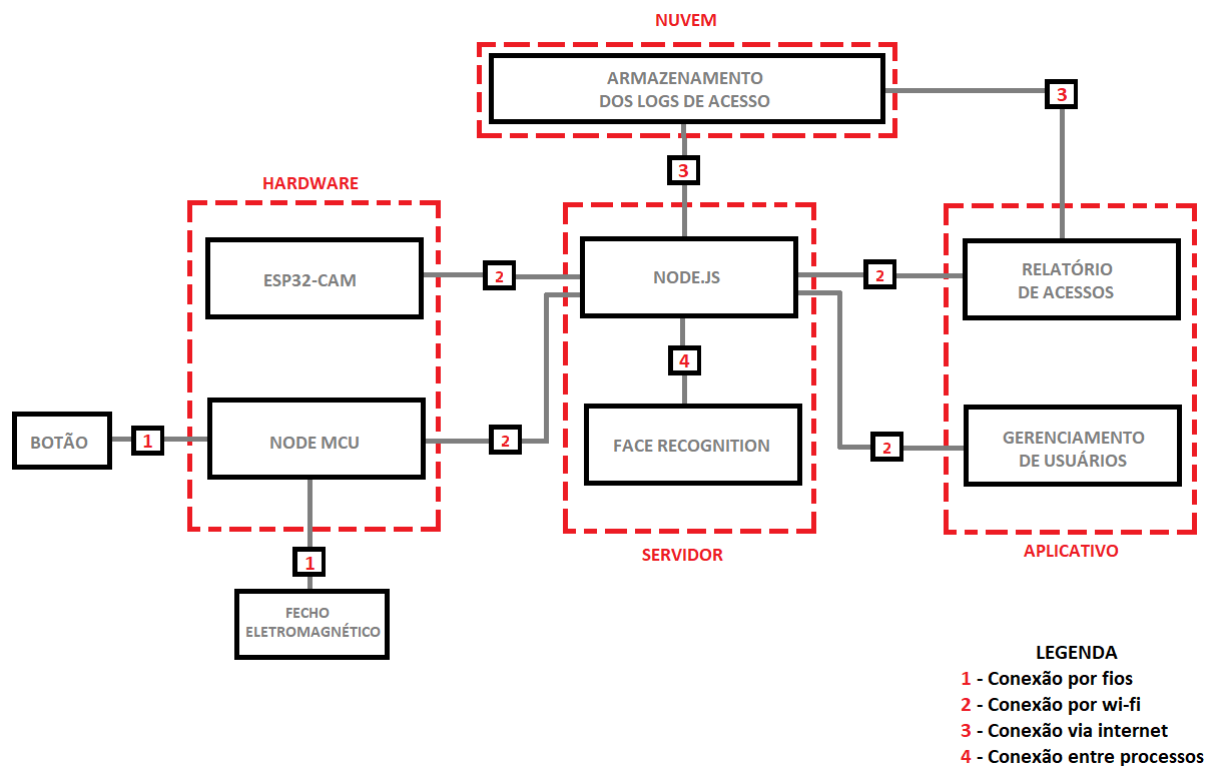 NUVEM
ARMAZENAMENTO
DOS LOGS DE ACESSO
3
3
HARDWARE
ESP32-CAM
2
NODE.JS
2
RELATÓRIO
DE ACESSOS
4
BOTÃO
1
NODE MCU
2
FACE RECOGNITION
2
GERENCIAMENTO
DE USUÁRIOS
SERVIDOR
APLICATIVO
1
FECHO
ELETROMAGNÉTICO
LEGENDA
1 - Conexão por fios
2 - Conexão por wi-fi
3 - Conexão via internet
4 - Conexão entre processos